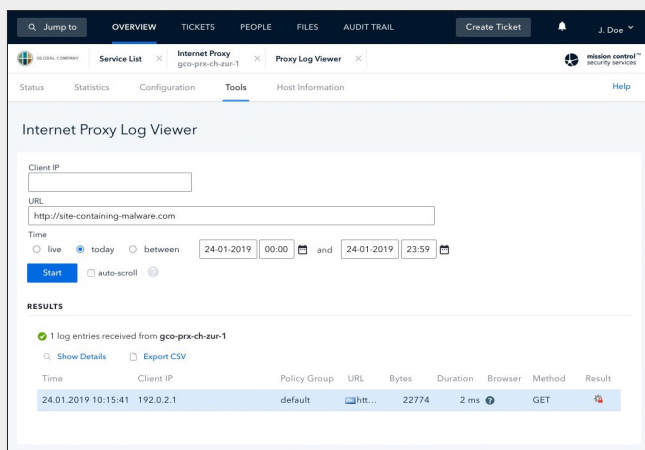 Jump to OVERVIEW TICKETS PEOPLE FILES AUDIT TRAIL Create Ticket J. Doe
GLOBAL COMPANY Service List Internet Proxy Proxy Log Viewer mission control™
gco-prx-ch-zur-1 security services
Status Statistics Configuration Tools Host Information Help
Internet Proxy Log Viewer
Client IP
URL
http://site-containing-malware.com
Time
live today between 24-01-2019 00:00 and 24-01-2019 23:59
Start auto-scroll ?
RESULTS
1 log entries received from gco-prx-ch-zur-1
Show Details Export CSV
Time Client IP Policy Group URL Bytes Duration Browser Method Result
24.01.2019 10:15:41 192.0.2.1 default htt... 22774 2 ms ? GET